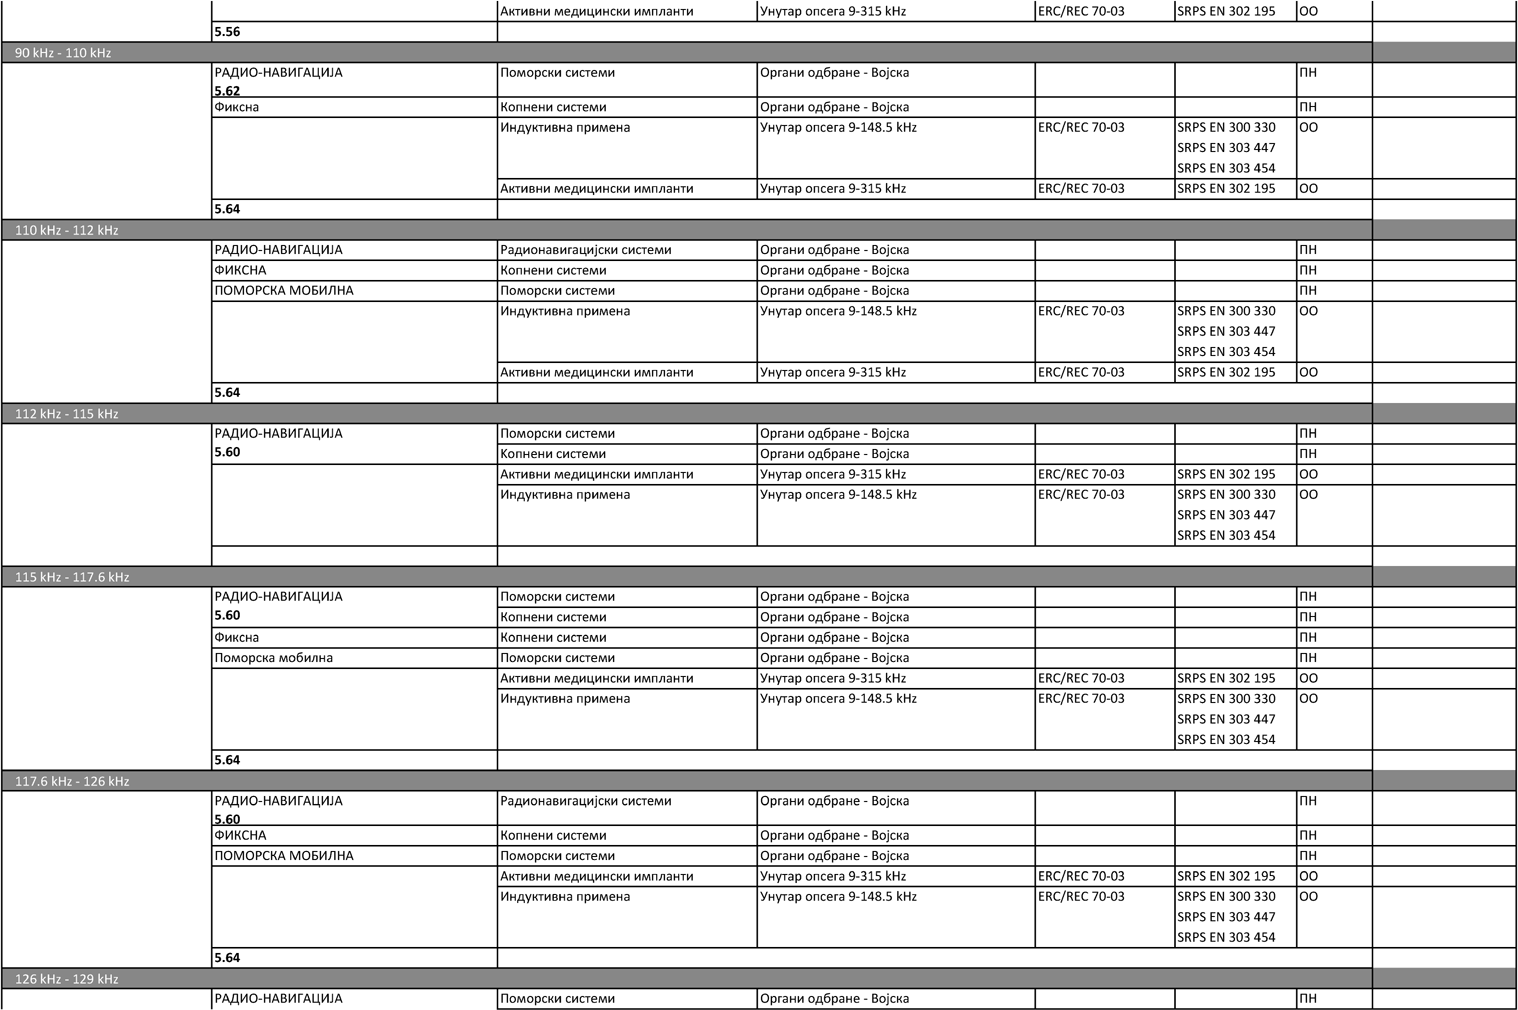 Активни медицински импланти Унутар опсега 9-315 kHz ERC/REC 70-03 SRPS EN 302 195 ОО
5.56
90 kHz - 110 kHz
РАДИО-НАВИГАЦИЈА Поморски системи Органи одбране - Војска ПН
5.62
Фиксна Копнени системи Органи одбране - Војска ПН
Индуктивна примена Унутар опсега 9-148.5 kHz ERC/REC 70-03 SRPS EN 300 330 ОО
SRPS EN 303 447
SRPS EN 303 454
Активни медицински импланти Унутар опсега 9-315 kHz ERC/REC 70-03 SRPS EN 302 195 ОО
5.64
110 kHz - 112 kHz
РАДИО-НАВИГАЦИЈА Радионавигацијски системи Органи одбране - Војска ПН
ФИКСНА Копнени системи Органи одбране - Војска ПН
ПОМОРСКА МОБИЛНА Поморски системи Органи одбране - Војска ПН
Индуктивна примена Унутар опсега 9-148.5 kHz ERC/REC 70-03 SRPS EN 300 330 ОО
SRPS EN 303 447
SRPS EN 303 454
Активни медицински импланти Унутар опсега 9-315 kHz ERC/REC 70-03 SRPS EN 302 195 ОО
5.64
112 kHz - 115 kHz
РАДИО-НАВИГАЦИЈА Поморски системи Органи одбране - Војска ПН
5.60 Копнени системи Органи одбране - Војска ПН
Активни медицински импланти Унутар опсега 9-315 kHz ERC/REC 70-03 SRPS EN 302 195 ОО
Индуктивна примена Унутар опсега 9-148.5 kHz ERC/REC 70-03 SRPS EN 300 330 ОО
SRPS EN 303 447
SRPS EN 303 454
115 kHz - 117.6 kHz
РАДИО-НАВИГАЦИЈА Поморски системи Органи одбране - Војска ПН
5.60 Копнени системи Органи одбране - Војска ПН
Фиксна Копнени системи Органи одбране - Војска ПН
Поморска мобилна Поморски системи Органи одбране - Војска ПН
Активни медицински импланти Унутар опсега 9-315 kHz ERC/REC 70-03 SRPS EN 302 195 ОО
Индуктивна примена Унутар опсега 9-148.5 kHz ERC/REC 70-03 SRPS EN 300 330 ОО
SRPS EN 303 447
SRPS EN 303 454
5.64
117.6 kHz - 126 kHz
РАДИО-НАВИГАЦИЈА Радионавигацијски системи Органи одбране - Војска ПН
5.60
ФИКСНА Копнени системи Органи одбране - Војска ПН
ПОМОРСКА МОБИЛНА Поморски системи Органи одбране - Војска ПН
Активни медицински импланти Унутар опсега 9-315 kHz ERC/REC 70-03 SRPS EN 302 195 ОО
Индуктивна примена Унутар опсега 9-148.5 kHz ERC/REC 70-03 SRPS EN 300 330 ОО
SRPS EN 303 447
SRPS EN 303 454
5.64
126 kHz - 129 kHz
РАДИО-НАВИГАЦИЈА Поморски системи Органи одбране - Војска ПН